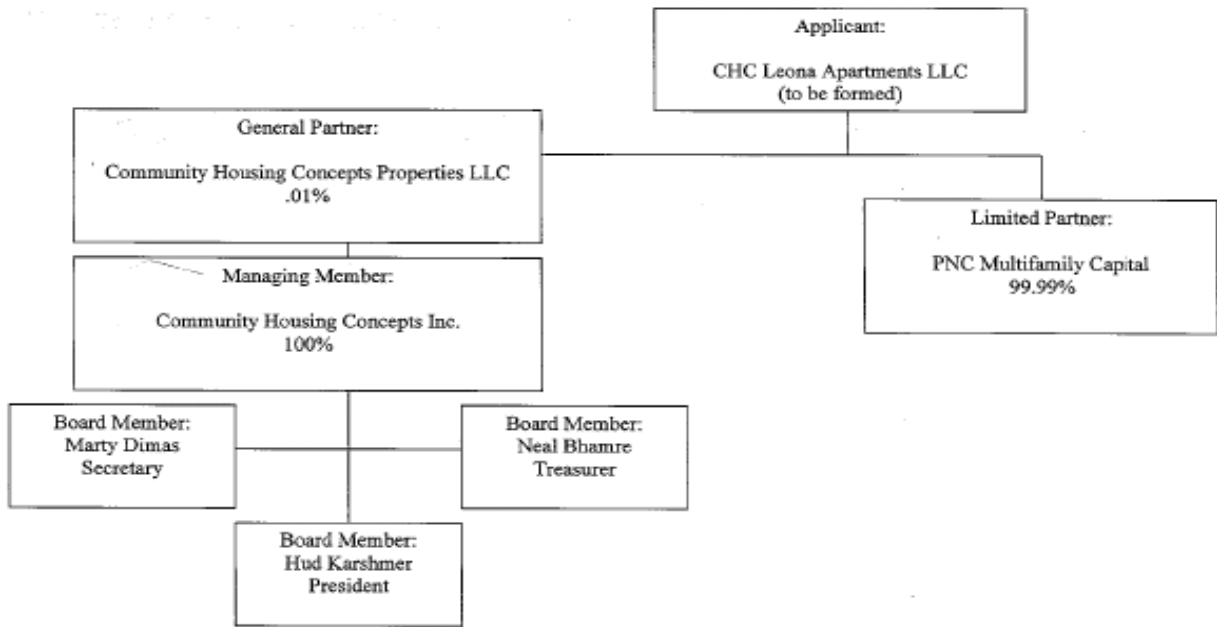 Applicant:
CHC Leona Apartments LLC
(to be formed)
General Partner:
Community Housing Concepts Properties LLC
.01%
Limited Partner:
PNC Multifamily Capital
99.99%
Managing Member:
Community Housing Concepts Inc.
100%
Board Member:
Marty Dimas
Secretary
Board Member:
Neal Bhamre
Treasurer
Board Member:
Hud Karshmer
President